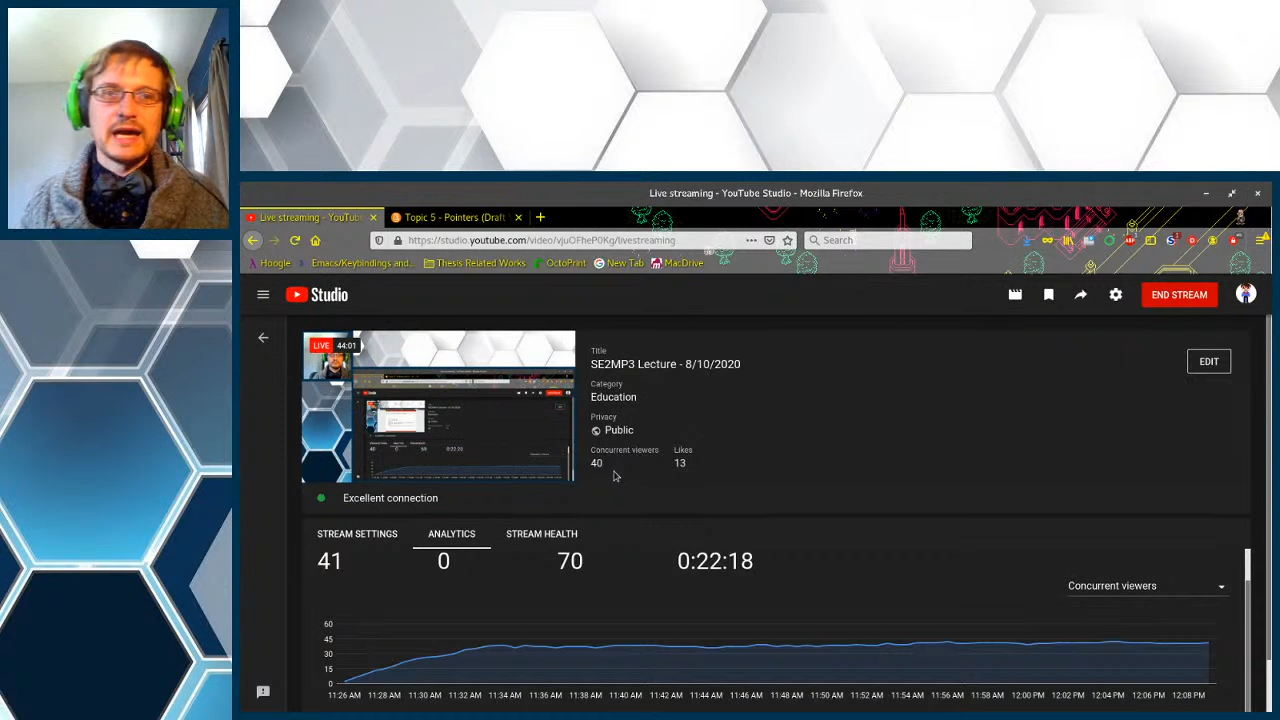 Live streaming - YouTube Studio - Mozilla Firefox
Live streaming - YouTube
Topic 5 - Pointers (Draft
https://studio.youtube.com/video/vjuOFheP0Kg/livestreaming
Search
Hoogle
Emacs/Keybindings and...
Thesis Related Works
OctoPrint
New Tab
MacDrive
Studio
END STREAM
LIVE 44:01
Title
SE2MP3 Lecture - 8/10/2020
EDIT
Category
Education
Privacy
Public
Concurrent viewers Likes
40 13
Excellent connection
STREAM SETTINGS ANALYTICS STREAM HEALTH
41 0 70 0:22:18
Concurrent viewers
60
45
30
15
0
11:26 AM 11:28 AM 11:30 AM 11:32 AM 11:34 AM 11:36 AM 11:38 AM 11:40 AM 11:42 AM 11:44 AM 11:46 AM 11:48 AM 11:50 AM 11:52 AM 11:54 AM 11:56 AM 11:58 AM 12:00 PM 12:02 PM 12:04 PM 12:06 PM 12:08 PM